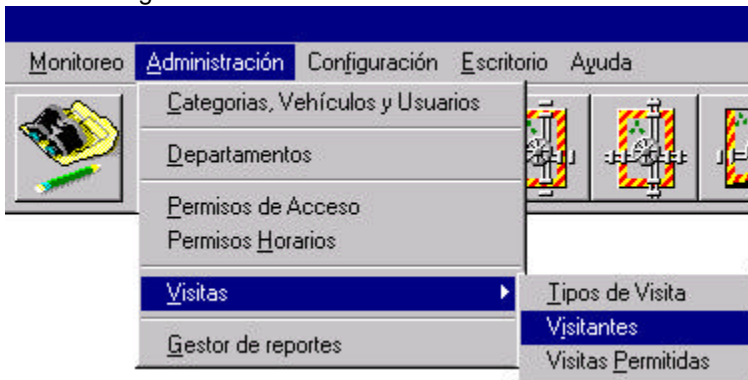 Monitoreo Administración Configuración Escritorio Ayuda
Categorias, Vehículos y Usuarios
Departamentos
Permisos de Acceso
Permisos Horarios
Visitas
Tipos de Visita
Visitantes
Gestor de reportes
Visitas Permitidas